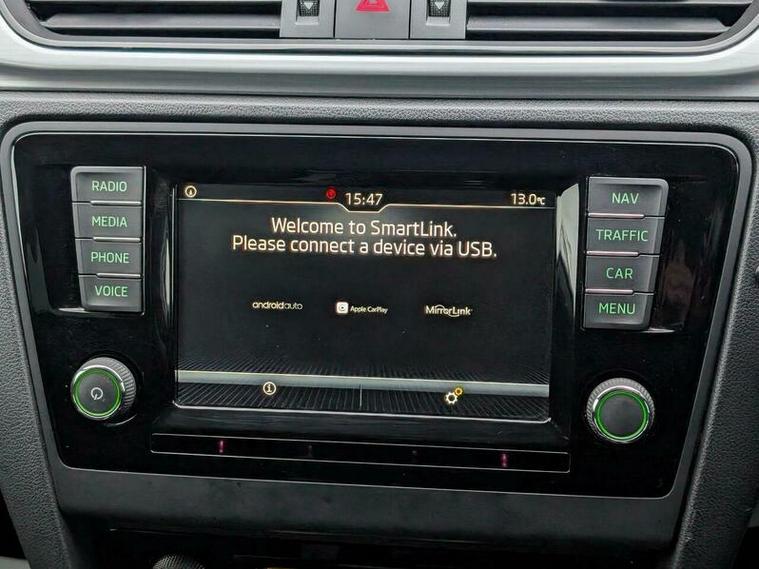 RADIO
MEDIA
PHONE
VOICE
15:47
13.0°C
Welcome to SmartLink.
Please connect a device via USB.
androidauto
Apple CarPlay
MirrorLink
NAV
TRAFFIC
CAR
MENU